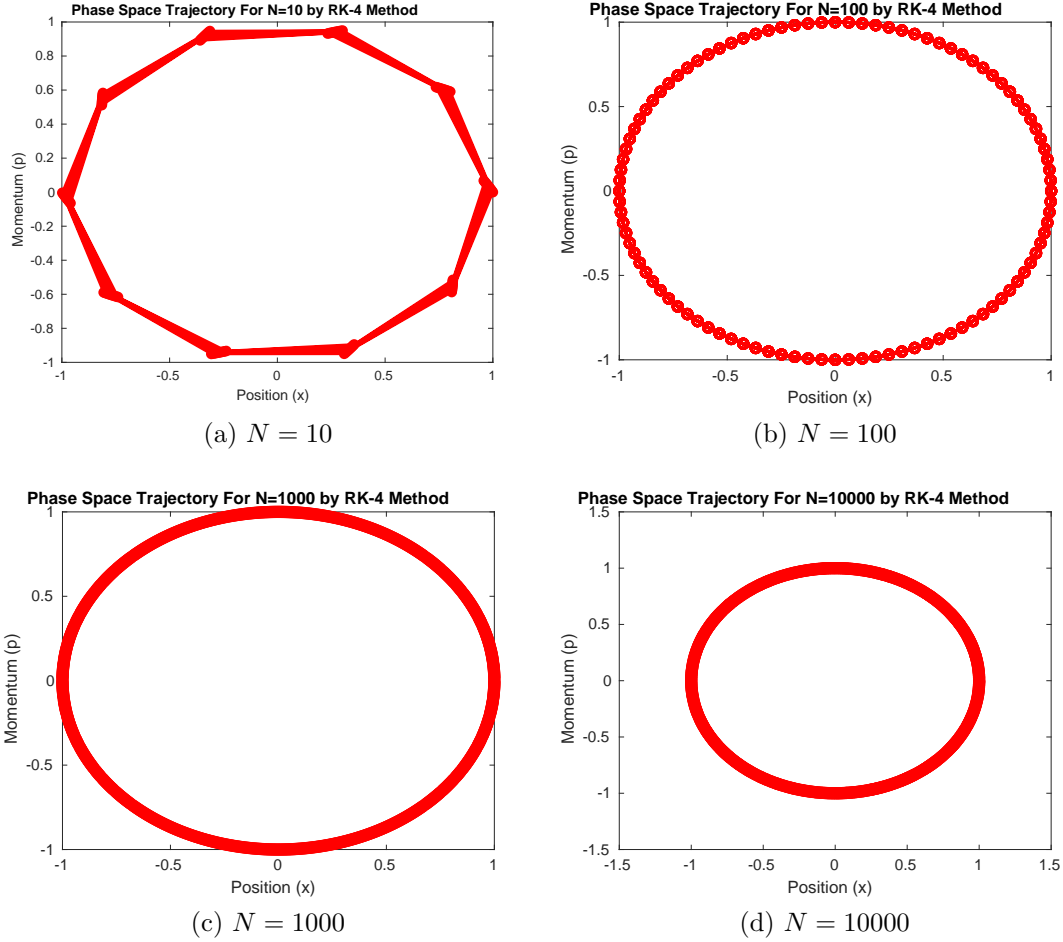 Phase Space Trajectory For N=10 by RK-4 Method
1
0.8
0.6
0.4
0.2
0
-0.2
-0.4
-0.6
-0.8
-1
Momentum (p)
-1 -0.5 0 0.5 1
Position (x)
(a) N = 10
Phase Space Trajectory For N=100 by RK-4 Method
1
0.5
0
-0.5
-1
Momentum (p)
-1 -0.5 0 0.5 1
Position (x)
(b) N = 100
Phase Space Trajectory For N=1000 by RK-4 Method
1
0.5
0
-0.5
-1
Momentum (p)
-1 -0.5 0 0.5 1
Position (x)
(c) N = 1000
Phase Space Trajectory For N=10000 by RK-4 Method
1.5
1
0.5
0
-0.5
-1
-1.5
Momentum (p)
-1.5 -1 -0.5 0 0.5 1 1.5
Position (x)
(d) N = 10000